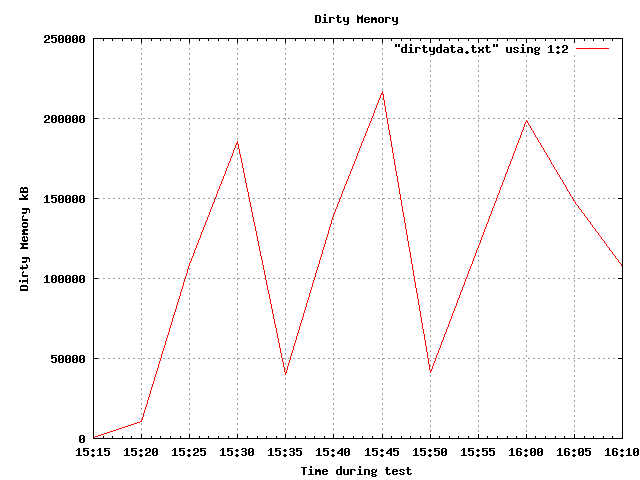 Dirty Memory
"dirtydata.txt" using 1:2
250000
200000
150000
100000
50000
0
Dirty Memory kB
15:15 15:20 15:25 15:30 15:35 15:40 15:45 15:50 15:55 16:00 16:05 16:10
Time during test